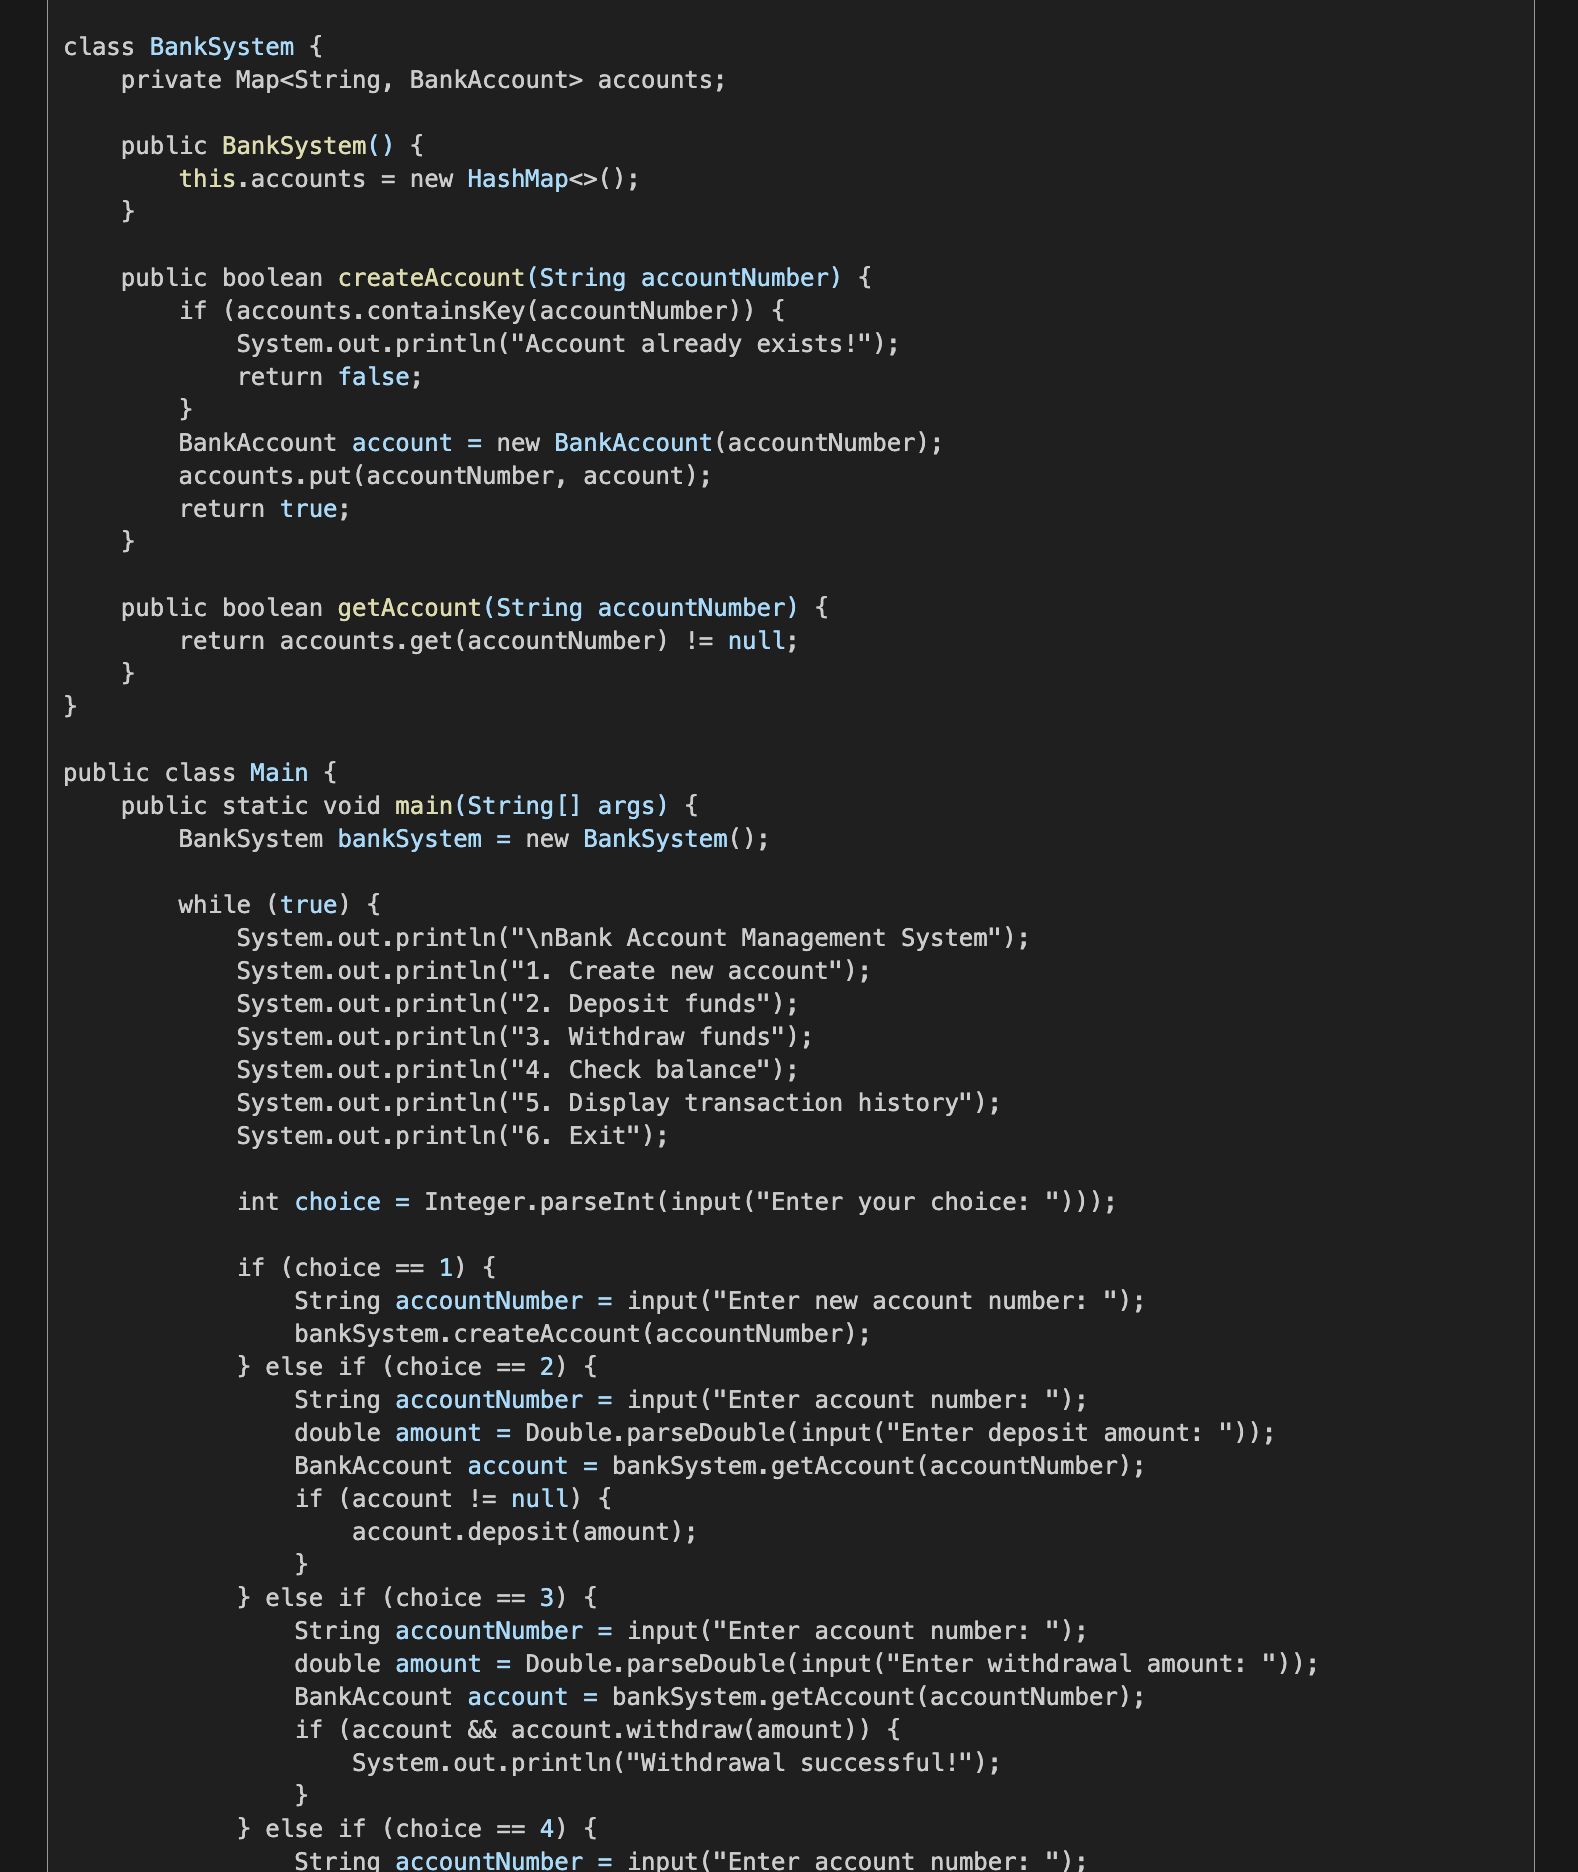 class BankSystem {
    private Map<String, BankAccount> accounts;

    public BankSystem() {
        this.accounts = new HashMap<>();
    }

    public boolean createAccount(String accountNumber) {
        if (accounts.containsKey(accountNumber)) {
            System.out.println("Account already exists!");
            return false;
        }
        BankAccount account = new BankAccount(accountNumber);
        accounts.put(accountNumber, account);
        return true;
    }

    public boolean getAccount(String accountNumber) {
        return accounts.get(accountNumber) != null;
    }
}

public class Main {
    public static void main(String[] args) {
        BankSystem bankSystem = new BankSystem();

        while (true) {
            System.out.println("\nBank Account Management System");
            System.out.println("1. Create new account");
            System.out.println("2. Deposit funds");
            System.out.println("3. Withdraw funds");
            System.out.println("4. Check balance");
            System.out.println("5. Display transaction history");
            System.out.println("6. Exit");

            int choice = Integer.parseInt(input("Enter your choice: ")));

            if (choice == 1) {
                String accountNumber = input("Enter new account number: ");
                bankSystem.createAccount(accountNumber);
            } else if (choice == 2) {
                String accountNumber = input("Enter account number: ");
                double amount = Double.parseDouble(input("Enter deposit amount: "));
                BankAccount account = bankSystem.getAccount(accountNumber);
                if (account != null) {
                    account.deposit(amount);
                }
            } else if (choice == 3) {
                String accountNumber = input("Enter account number: ");
                double amount = Double.parseDouble(input("Enter withdrawal amount: "));
                BankAccount account = bankSystem.getAccount(accountNumber);
                if (account && account.withdraw(amount)) {
                    System.out.println("Withdrawal successful!");
                }
            } else if (choice == 4) {
                String accountNumber = input("Enter account number: ");